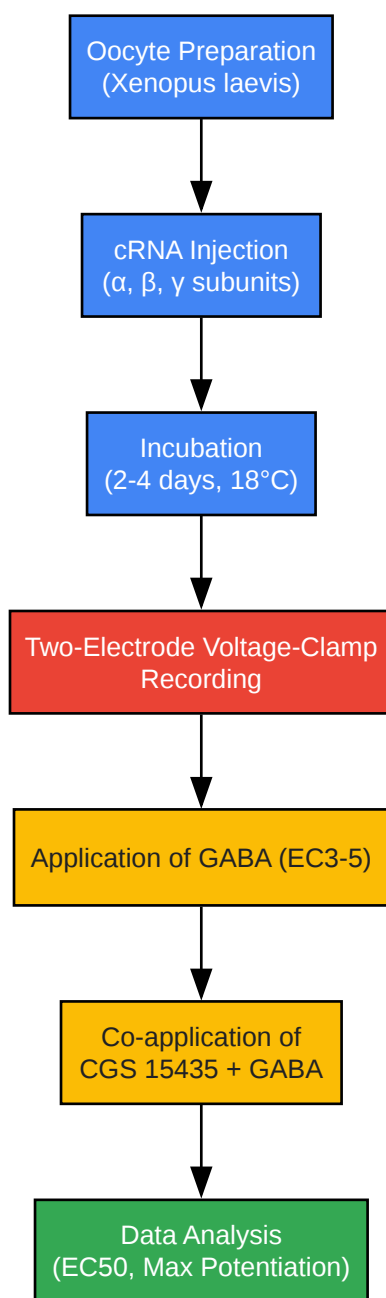 Oocyte Preparation
(Xenopus laevis)
cRNA Injection
(α, β, γ subunits)
Incubation
(2-4 days, 18°C)
Two-Electrode Voltage-Clamp
Recording
Application of GABA (EC3-5)
Co-application of
CGS 15435 + GABA
Data Analysis
(EC50, Max Potentiation)